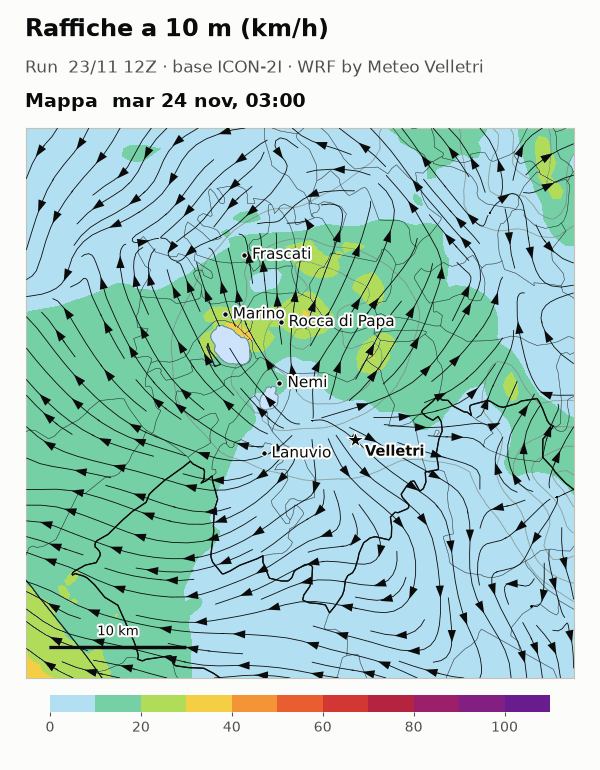 Raffiche a 10 m (km/h)
Run  23/11 12Z · base ICON-2I · WRF by Meteo Velletri
Mappa  mar 24 nov, 03:00
Frascati
Marino
Rocca di Papa
Nemi
Lanuvio
Velletri
10 km
0 20 40 60 80 100